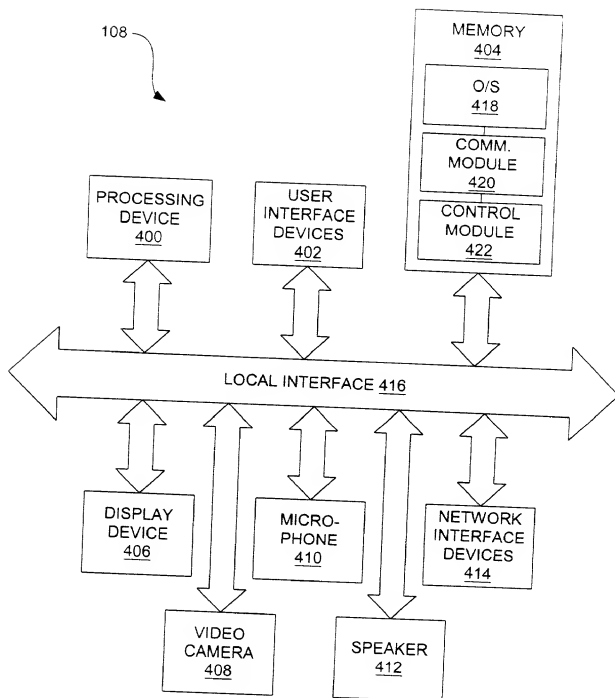 108
MEMORY
404
O/S
418
COMM.
MODULE
420
CONTROL
MODULE
422
PROCESSING
DEVICE
400
USER
INTERFACE
DEVICES
402
LOCAL INTERFACE 416
DISPLAY
DEVICE
406
MICRO-
PHONE
410
NETWORK
INTERFACE
DEVICES
414
VIDEO
CAMERA
408
SPEAKER
412